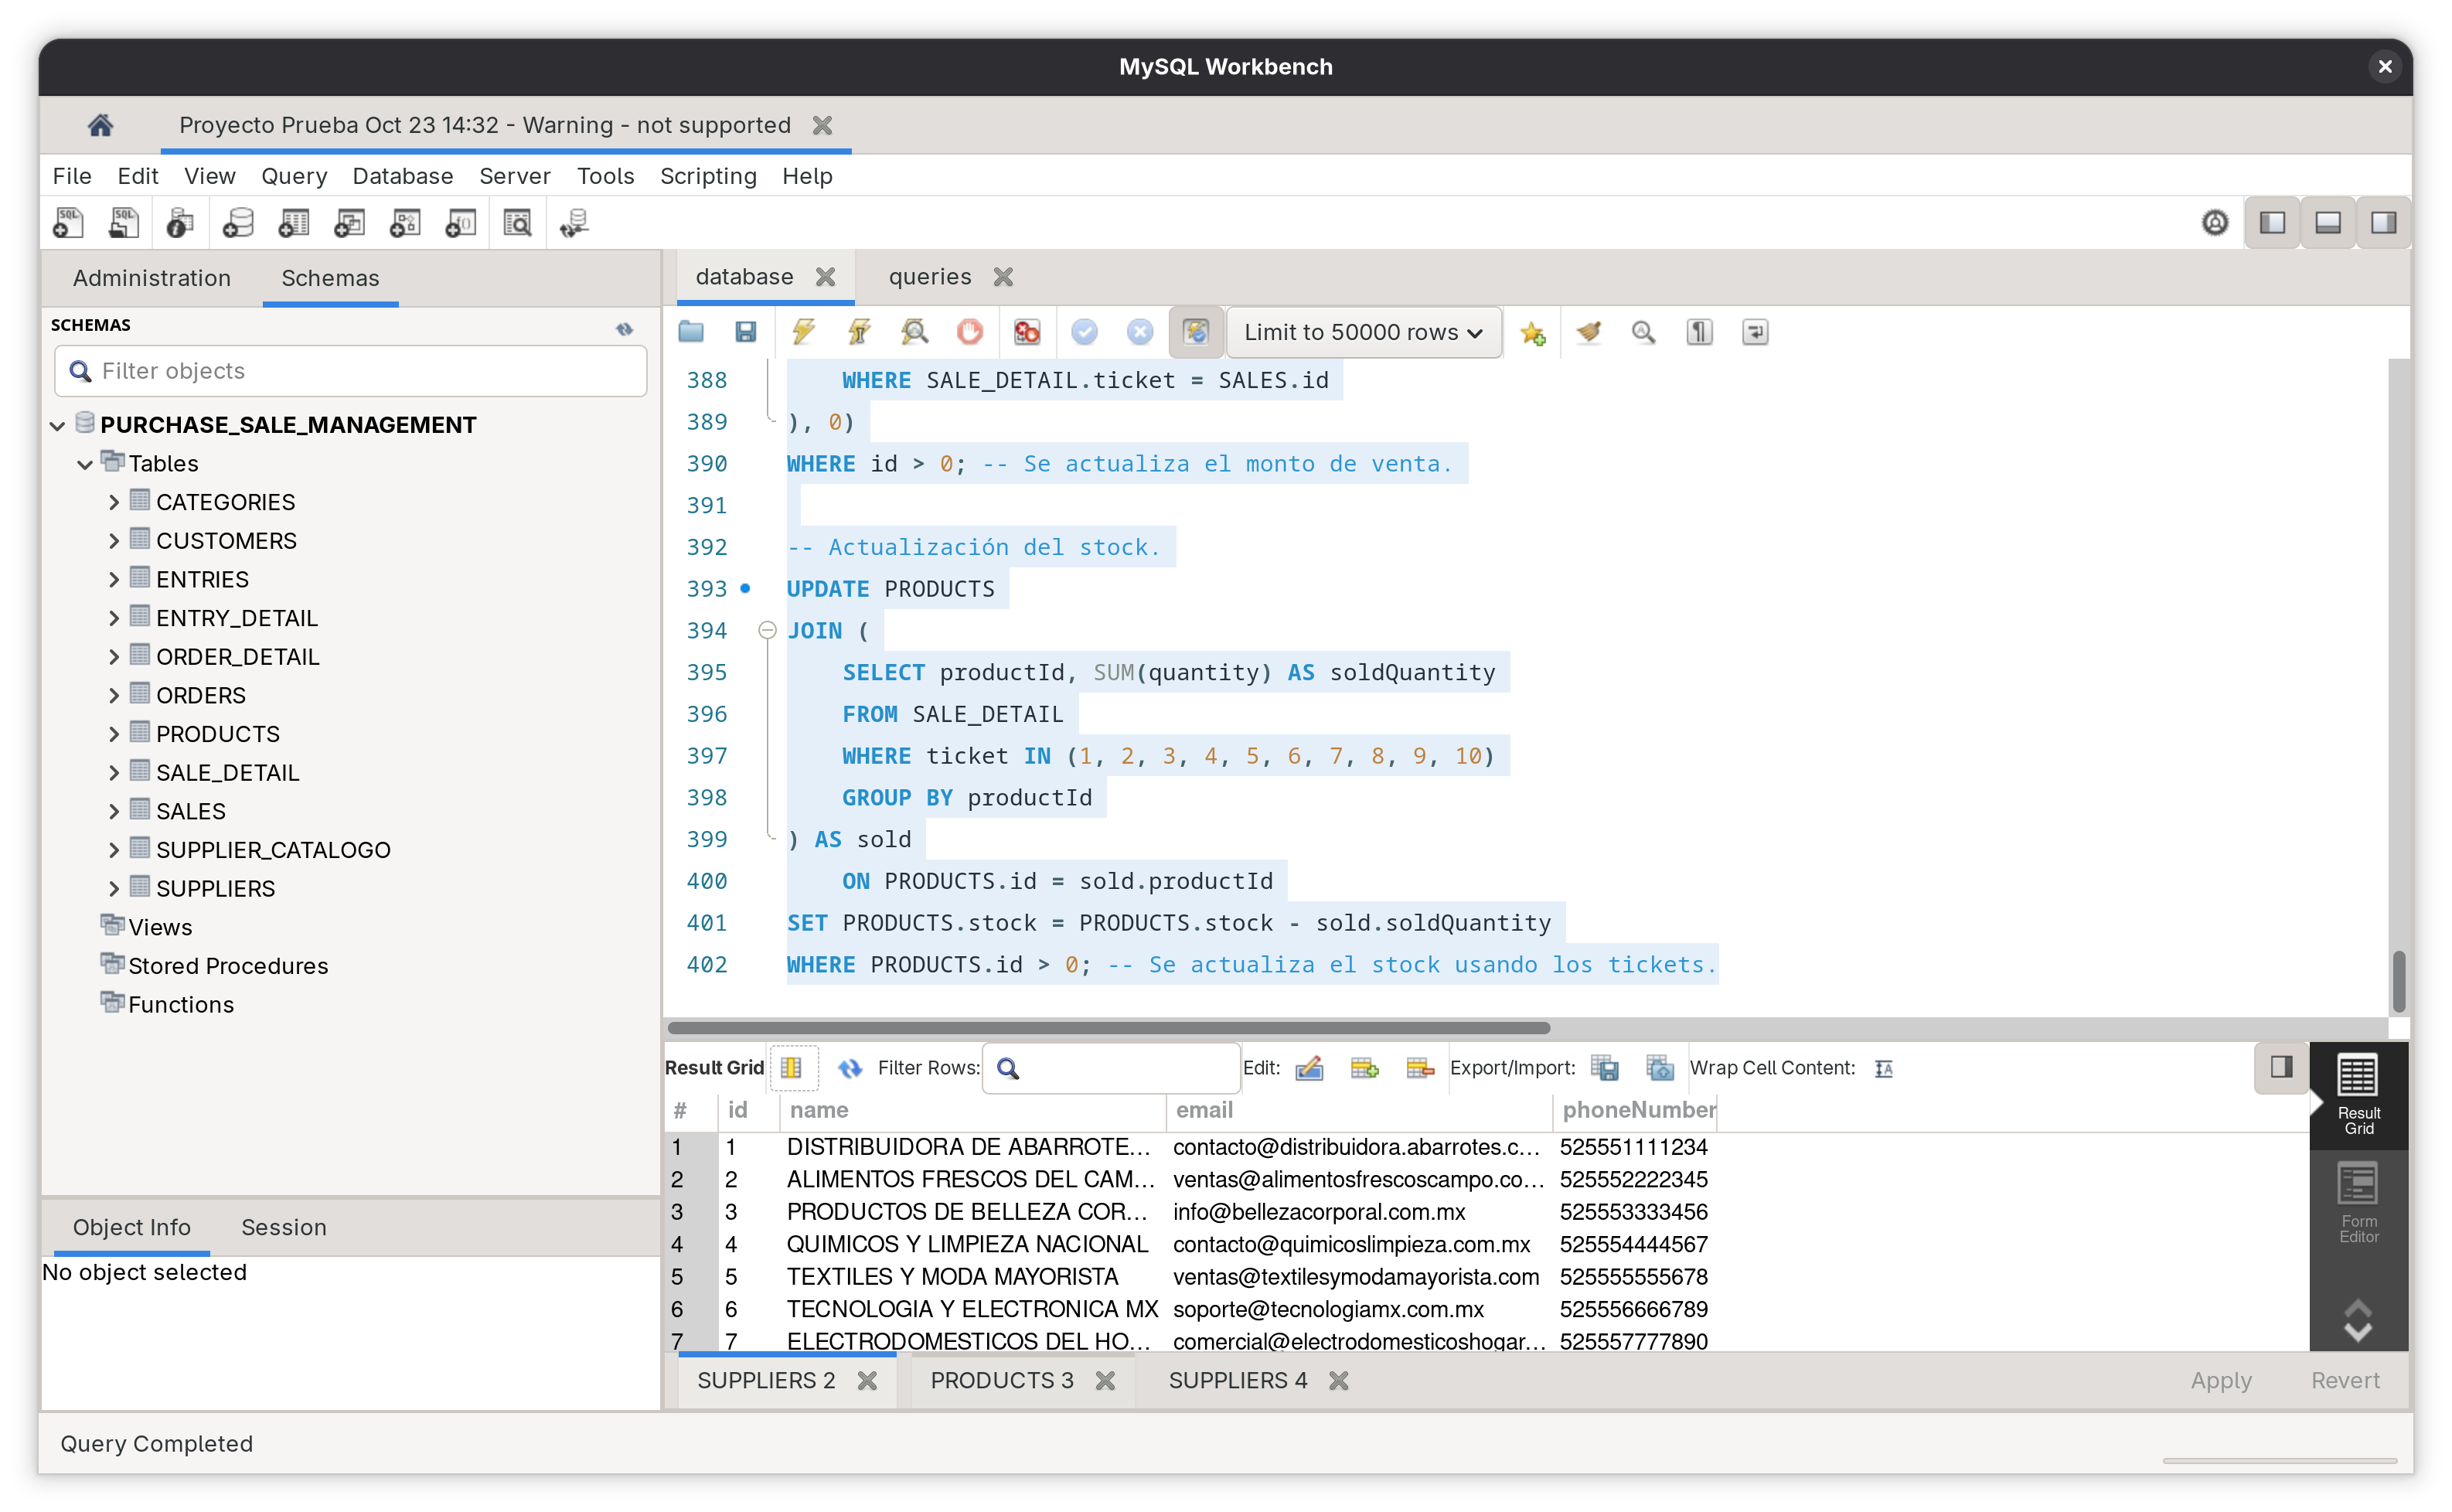 MySQL Workbench
Proyecto Prueba Oct 23 14:32 - Warning - not supported
File Edit View Query Database Server Tools Scripting Help
Administration Schemas
SCHEMAS
Filter objects
PURCHASE_SALE_MANAGEMENT
Tables
CATEGORIES
CUSTOMERS
ENTRIES
ENTRY_DETAIL
ORDER_DETAIL
ORDERS
PRODUCTS
SALE_DETAIL
SALES
SUPPLIER_CATALOGO
SUPPLIERS
Views
Stored Procedures
Functions
Object Info Session
No object selected
database queries
Limit to 50000 rows
388 WHERE SALE_DETAIL.ticket = SALES.id
389 ), 0)
390 WHERE id > 0; -- Se actualiza el monto de venta.
391
392 -- Actualización del stock.
393 UPDATE PRODUCTS
394 JOIN (
395 SELECT productId, SUM(quantity) AS soldQuantity
396 FROM SALE_DETAIL
397 WHERE ticket IN (1, 2, 3, 4, 5, 6, 7, 8, 9, 10)
398 GROUP BY productId
399 ) AS sold
400 ON PRODUCTS.id = sold.productId
401 SET PRODUCTS.stock = PRODUCTS.stock - sold.soldQuantity
402 WHERE PRODUCTS.id > 0; -- Se actualiza el stock usando los tickets.
Result Grid Filter Rows: Edit: Export/Import: Wrap Cell Content:
# id name email phoneNumber
1 1 DISTRIBUIDORA DE ABARROTE... contacto@distribuidora.abarrotes.c... 525551111234
2 2 ALIMENTOS FRESCOS DEL CAM... ventas@alimentosfrescoscampo.co... 525552222345
3 3 PRODUCTOS DE BELLEZA COR... info@bellezacorporal.com.mx 525553333456
4 4 QUIMICOS Y LIMPIEZA NACIONAL contacto@quimicoslimpieza.com.mx 525554444567
5 5 TEXTILES Y MODA MAYORISTA ventas@textilesymodamayorista.com 525555555678
6 6 TECNOLOGIA Y ELECTRONICA MX soporte@tecnologiamx.com.mx 525556666789
7 7 ELECTRODOMESTICOS DEL HO... comercial@electrodomesticoshogar... 525557777890
Result
Grid
Form
Editor
SUPPLIERS 2 PRODUCTS 3 SUPPLIERS 4 Apply Revert
Query Completed